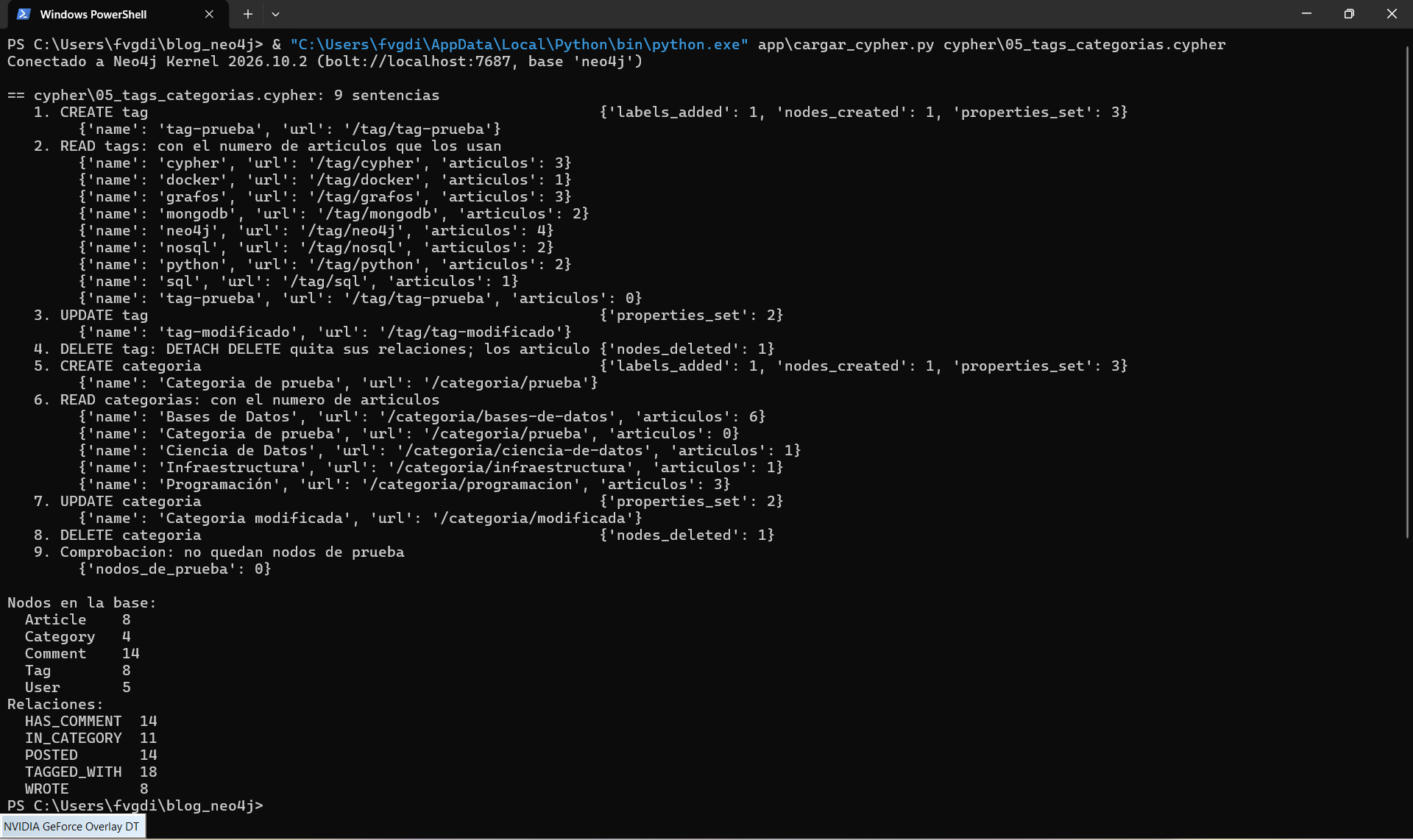 Windows PowerShell
PS C:\Users\fvgdi\blog_neo4j> & "C:\Users\fvgdi\AppData\Local\Python\bin\python.exe" app\cargar_cypher.py cypher\05_tags_categorias.cypher
Conectado a Neo4j Kernel 2026.10.2 (bolt://localhost:7687, base 'neo4j')
== cypher\05_tags_categorias.cypher: 9 sentencias
1. CREATE tag {'labels_added': 1, 'nodes_created': 1, 'properties_set': 3}
{'name': 'tag-prueba', 'url': '/tag/tag-prueba'}
2. READ tags: con el numero de articulos que los usan
{'name': 'cypher', 'url': '/tag/cypher', 'articulos': 3}
{'name': 'docker', 'url': '/tag/docker', 'articulos': 1}
{'name': 'grafos', 'url': '/tag/grafos', 'articulos': 3}
{'name': 'mongodb', 'url': '/tag/mongodb', 'articulos': 2}
{'name': 'neo4j', 'url': '/tag/neo4j', 'articulos': 4}
{'name': 'nosql', 'url': '/tag/nosql', 'articulos': 2}
{'name': 'python', 'url': '/tag/python', 'articulos': 2}
{'name': 'sql', 'url': '/tag/sql', 'articulos': 1}
{'name': 'tag-prueba', 'url': '/tag/tag-prueba', 'articulos': 0}
3. UPDATE tag {'properties_set': 2}
{'name': 'tag-modificado', 'url': '/tag/tag-modificado'}
4. DELETE tag: DETACH DELETE quita sus relaciones; los articulo {'nodes_deleted': 1}
5. CREATE categoria {'labels_added': 1, 'nodes_created': 1, 'properties_set': 3}
{'name': 'Categoria de prueba', 'url': '/categoria/prueba'}
6. READ categorias: con el numero de articulos
{'name': 'Bases de Datos', 'url': '/categoria/bases-de-datos', 'articulos': 6}
{'name': 'Categoria de prueba', 'url': '/categoria/prueba', 'articulos': 0}
{'name': 'Ciencia de Datos', 'url': '/categoria/ciencia-de-datos', 'articulos': 1}
{'name': 'Infraestructura', 'url': '/categoria/infraestructura', 'articulos': 1}
{'name': 'Programación', 'url': '/categoria/programacion', 'articulos': 3}
7. UPDATE categoria {'properties_set': 2}
{'name': 'Categoria modificada', 'url': '/categoria/modificada'}
8. DELETE categoria {'nodes_deleted': 1}
9. Comprobacion: no quedan nodos de prueba
{'nodos_de_prueba': 0}
Nodos en la base:
Article 8
Category 4
Comment 14
Tag 8
User 5
Relaciones:
HAS_COMMENT 14
IN_CATEGORY 11
POSTED 14
TAGGED_WITH 18
WROTE 8
PS C:\Users\fvgdi\blog_neo4j>
NVIDIA GeForce Overlay DT